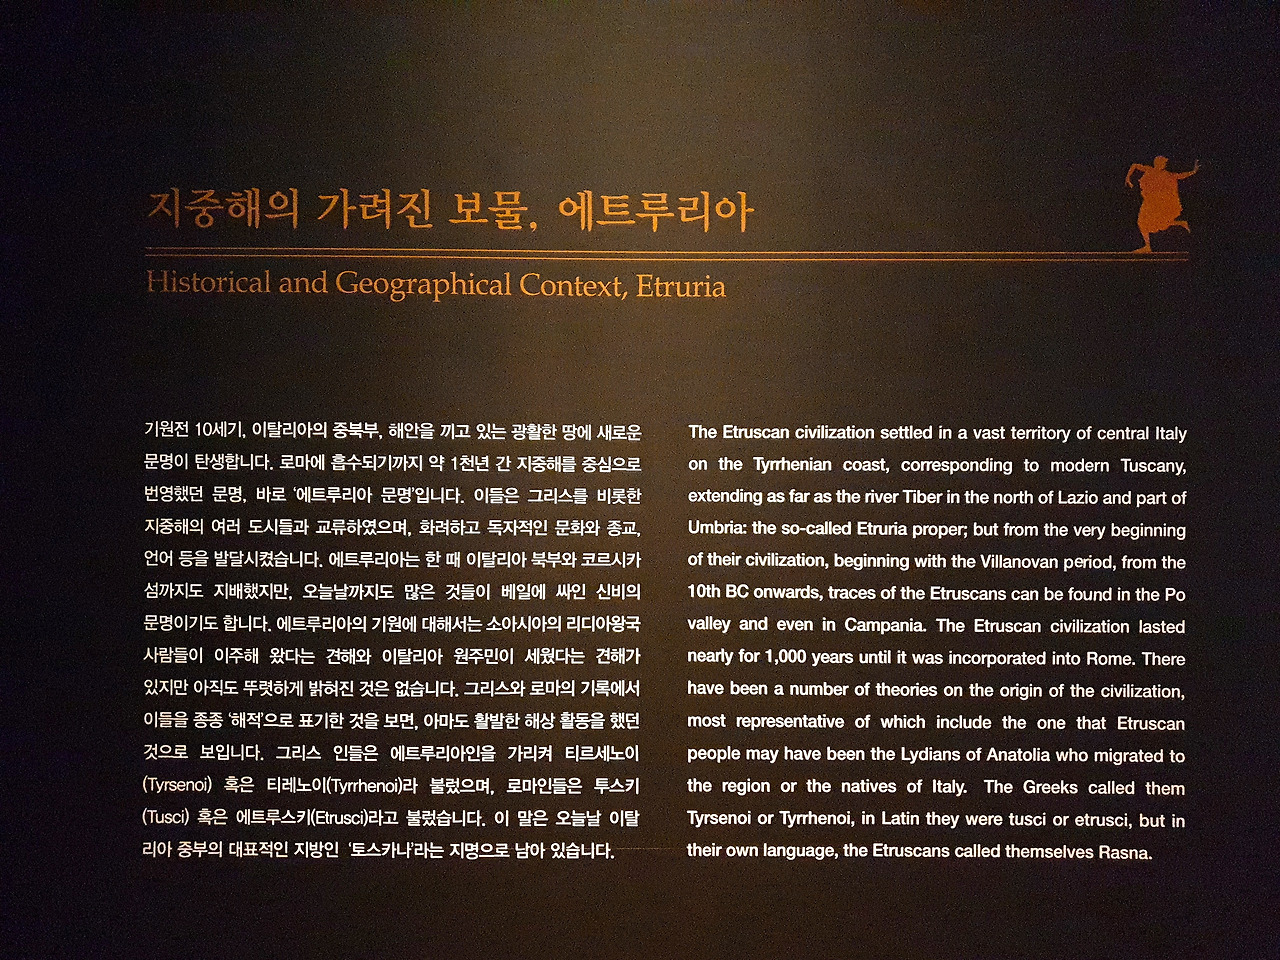 지중해의 가려진 보물, 에트루리아
Historical and Geographical Context, Etruria
기원전 10세기, 이탈리아의 중북부, 해안을 끼고 있는 광활한 땅에 새로운
문명이 탄생합니다. 로마에 흡수되기까지 약 1천년 간 지중해를 중심으로
번영했던 문명, 바로 '에트루리아 문명'입니다. 이들은 그리스를 비롯한
지중해의 여러 도시들과 교류하였으며, 화려하고 독자적인 문화와 종교,
언어 등을 발달시켰습니다. 에트루리아는 한 때 이탈리아 북부와 코르시카
섬까지도 지배했지만, 오늘날까지도 많은 것들이 베일에 싸인 신비의
문명이기도 합니다. 에트루리아의 기원에 대해서는 소아시아의 리디아왕국
사람들이 이주해 왔다는 견해와 이탈리아 원주민이 세웠다는 견해가
있지만 아직도 뚜렷하게 밝혀진 것은 없습니다. 그리스와 로마의 기록에서
이들을 종종 '해적'으로 표기한 것을 보면, 아마도 활발한 해상 활동을 했던
것으로 보입니다. 그리스 인들은 에트루리아인을 가리켜 티르세노이
(Tyrsenoi) 혹은 티레노이(Tyrrhenoi)라 불렀으며, 로마인들은 투스키
(Tusci) 혹은 에트루스키(Etrusci)라고 불렀습니다. 이 말은 오늘날 이탈
리아 중부의 대표적인 지방인 '토스카나'라는 지명으로 남아 있습니다.
The Etruscan civilization settled in a vast territory of central Italy
on the Tyrrhenian coast, corresponding to modern Tuscany,
extending as far as the river Tiber in the north of Lazio and part of
Umbria: the so-called Etruria proper; but from the very beginning
of their civilization, beginning with the Villanovan period, from the
10th BC onwards, traces of the Etruscans can be found in the Po
valley and even in Campania. The Etruscan civilization lasted
nearly for 1,000 years until it was incorporated into Rome. There
have been a number of theories on the origin of the civilization,
most representative of which include the one that Etruscan
people may have been the Lydians of Anatolia who migrated to
the region or the natives of Italy. The Greeks called them
Tyrsenoi or Tyrrhenoi, in Latin they were tusci or etrusci, but in
their own language, the Etruscans called themselves Rasna.